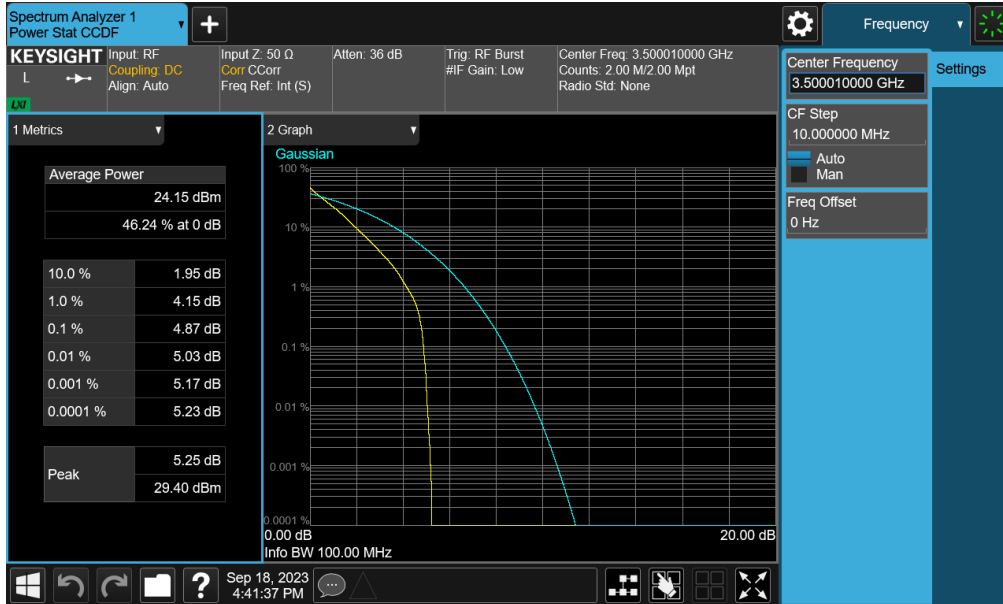 Spectrum Analyzer 1
Power Stat CCDF
Frequency
KEYSIGHT
L
LXI
Input: RF
Coupling: DC
Align: Auto
Input Z: 50 Ω
Corr CCorr
Freq Ref: Int (S)
Atten: 36 dB
Trig: RF Burst
#IF Gain: Low
Center Freq: 3.500010000 GHz
Counts: 2.00 M/2.00 Mpt
Radio Std: None
Center Frequency
3.500010000 GHz
Settings
CF Step
10.000000 MHz
Auto
Man
Freq Offset
0 Hz
1 Metrics
Average Power
24.15 dBm
46.24 % at 0 dB
10.0 % 1.95 dB
1.0 % 4.15 dB
0.1 % 4.87 dB
0.01 % 5.03 dB
0.001 % 5.17 dB
0.0001 % 5.23 dB
Peak
5.25 dB
29.40 dBm
2 Graph
Gaussian
100 %
10 %
1 %
0.1 %
0.01 %
0.001 %
0.0001 %
0.00 dB 20.00 dB
Info BW 100.00 MHz
?
Sep 18, 2023
4:41:37 PM